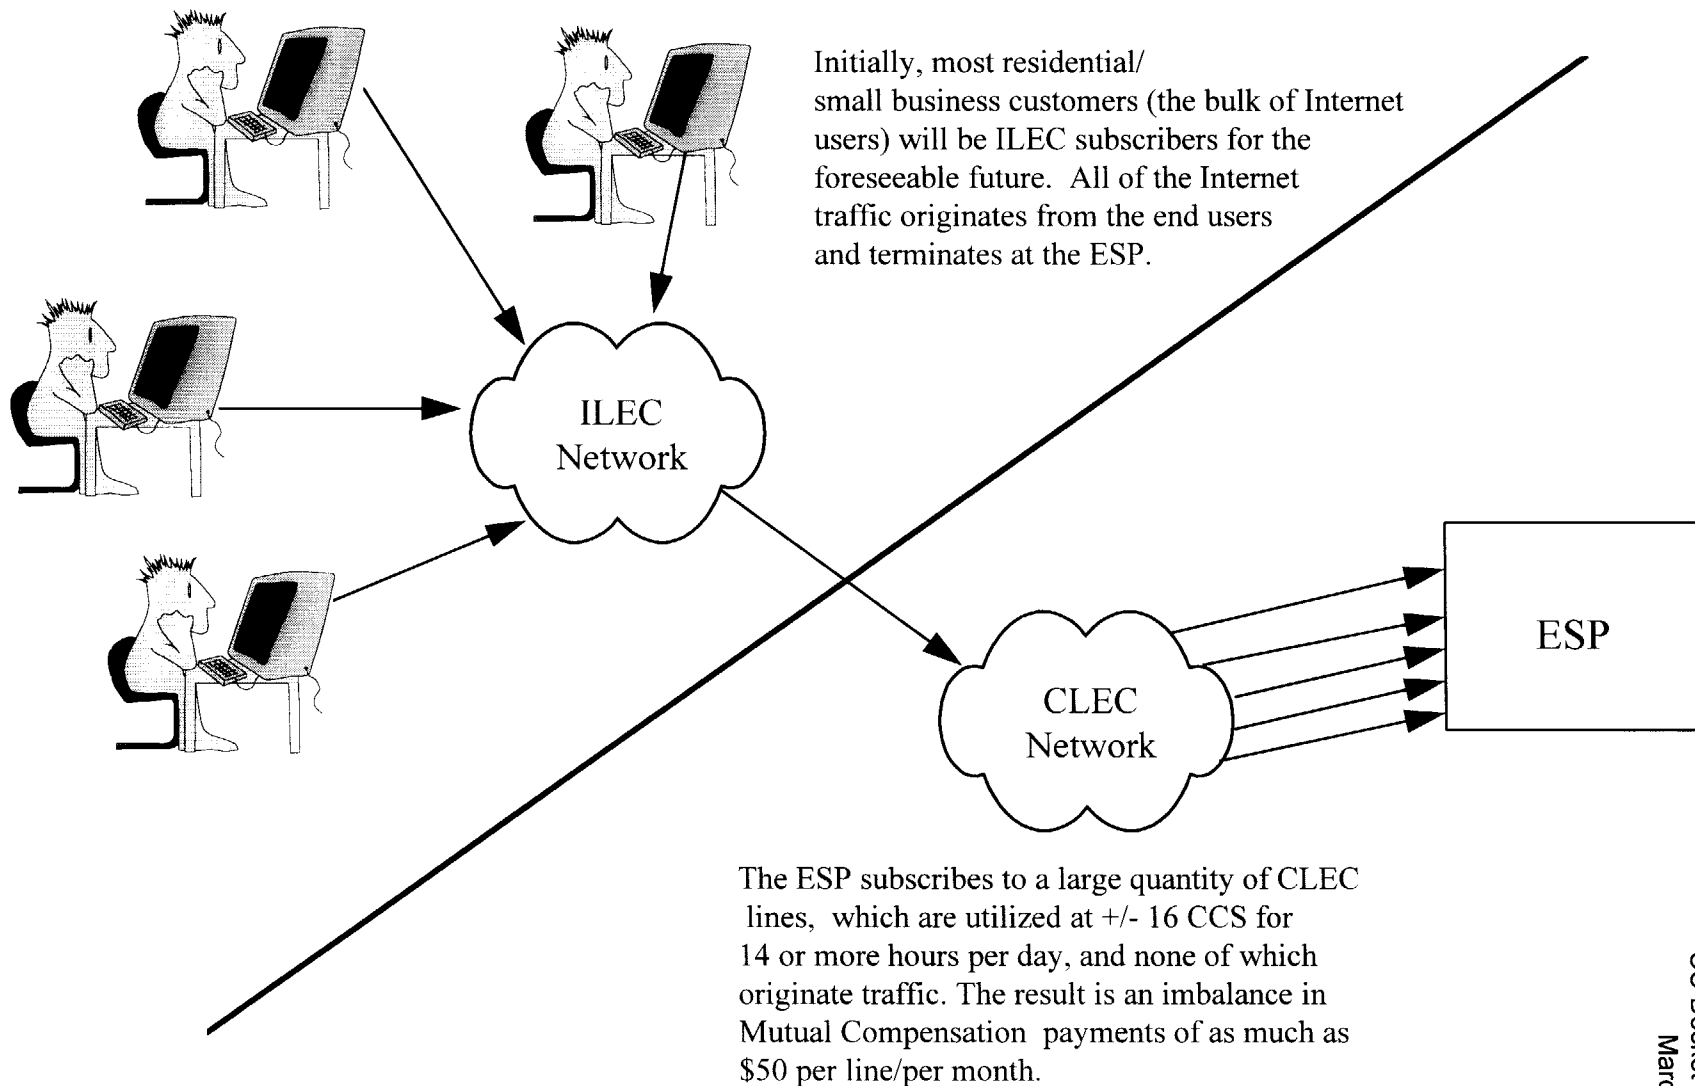 Initially, most residential/
small business customers (the bulk of Internet
users) will be ILEC subscribers for the
foreseeable future.  All of the Internet
traffic originates from the end users
and terminates at the ESP.
ILEC
Network
ESP
CLEC
Network
The ESP subscribes to a large quantity of CLEC
lines,  which are utilized at +/- 16 CCS for
14 or more hours per day, and none of which
originate traffic. The result is an imbalance in
Mutual Compensation  payments of as much as
$50 per line/per month.